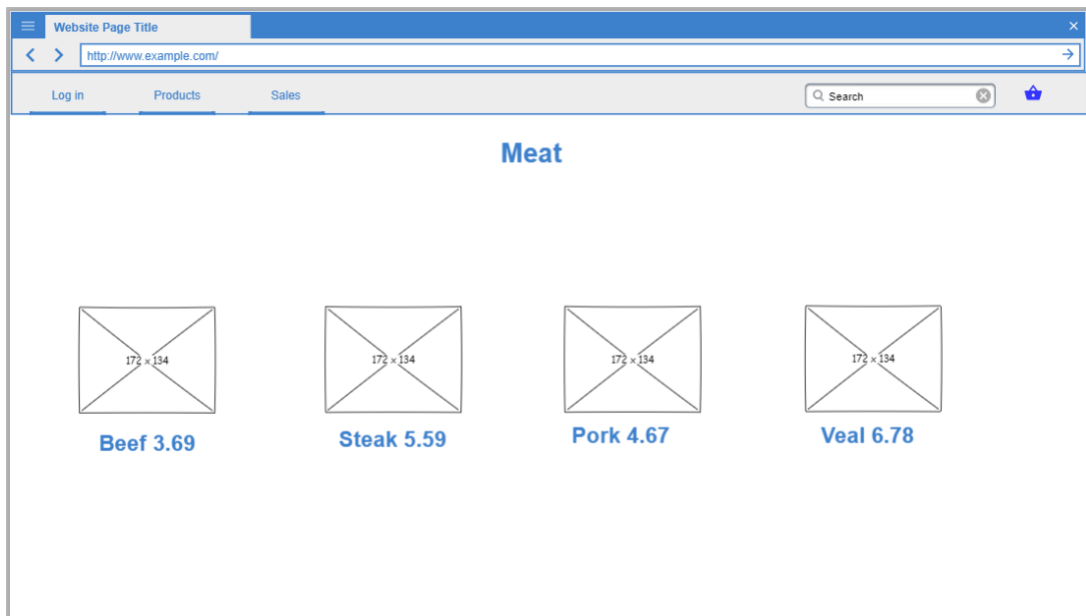 Website Page Title
http://www.example.com/
Log in Products Sales Search
Meat
172 x 134 172 x 134 172 x 134 172 x 134
Beef 3.69 Steak 5.59 Pork 4.67 Veal 6.78